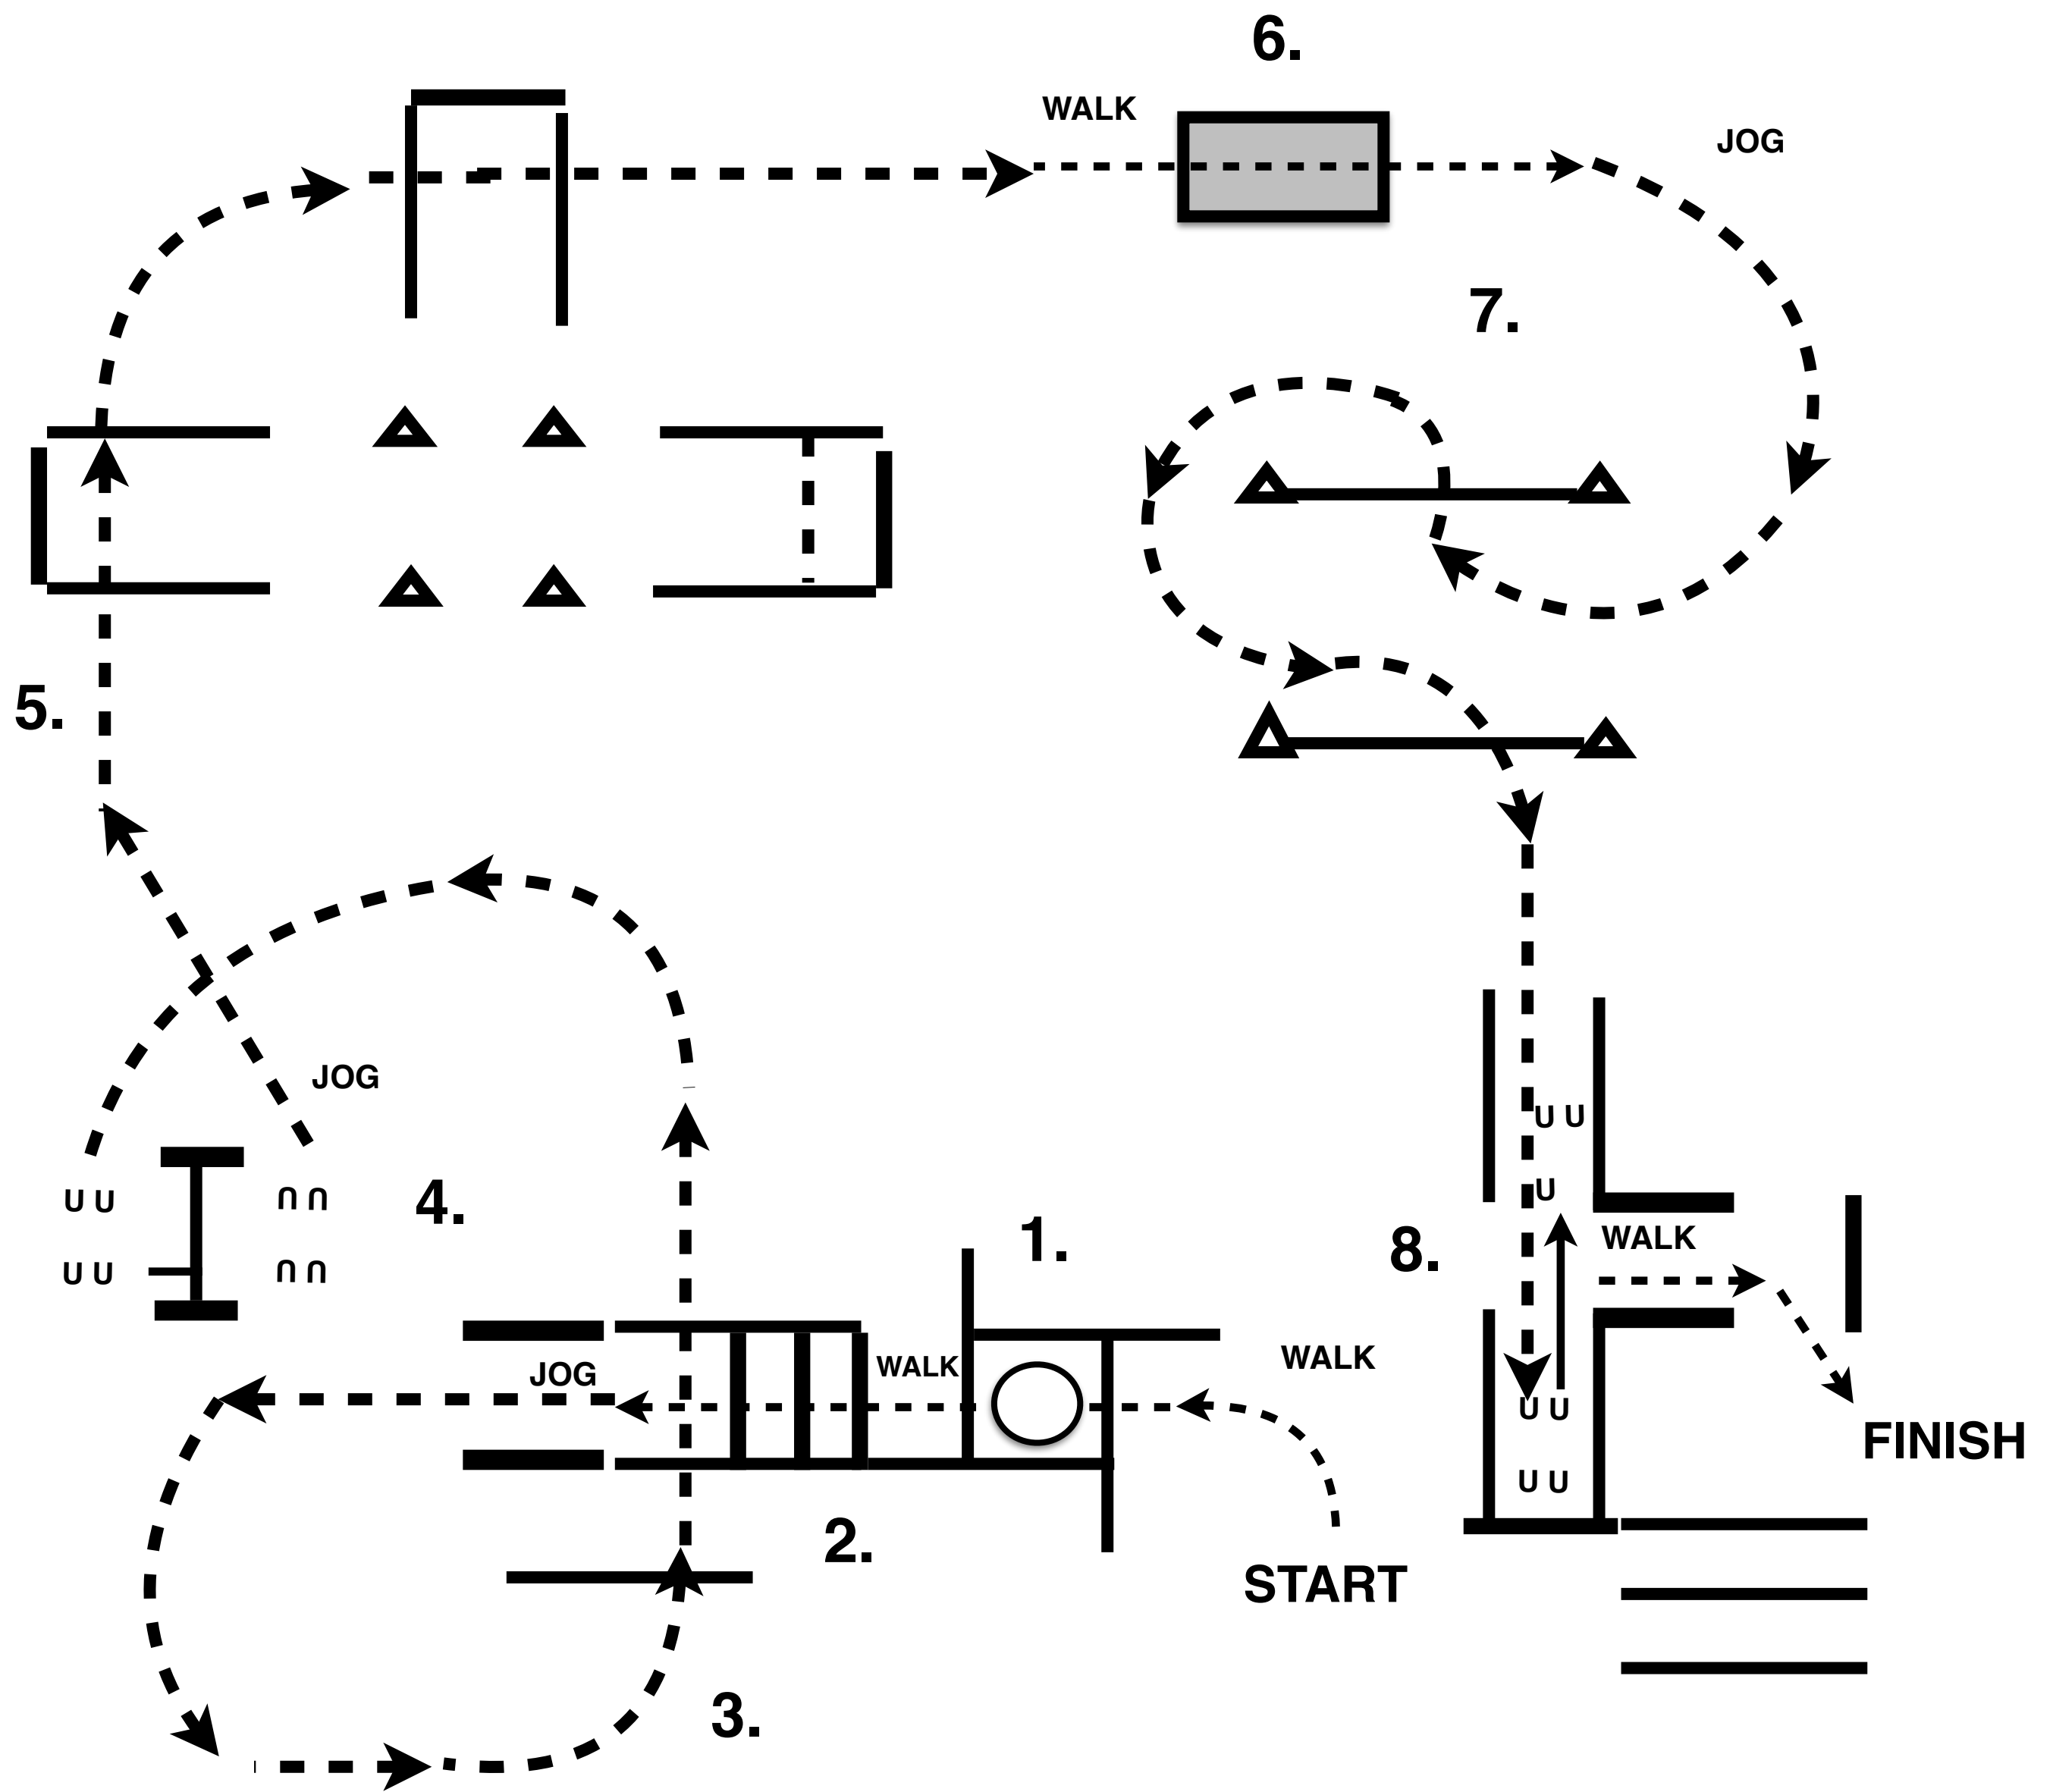 6.
WALK
JOG
7.
5.
JOG
4.
1.
8.
WALK
JOG
WALK
WALK
FINISH
2.
START
3.